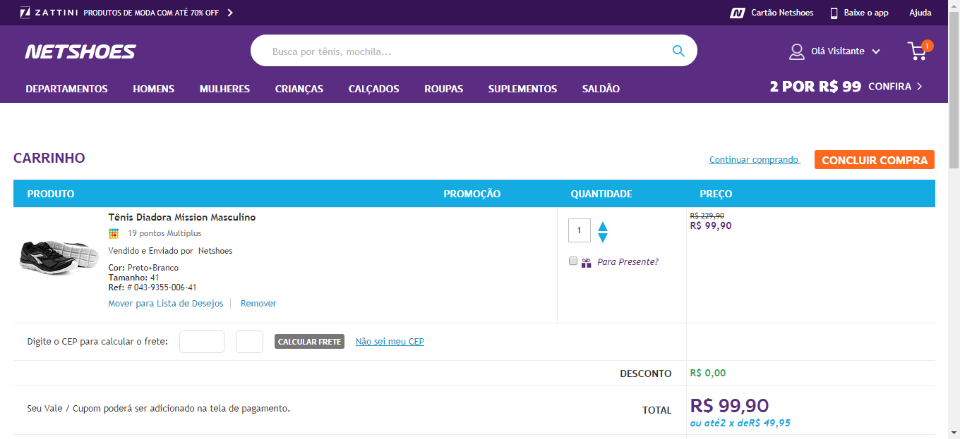 ZATTINI PRODUTOS DE MODA COM ATÉ 70% OFF
Cartão Netshoes Baixe o app Ajuda
NETSHOES
Busca por tênis, mochila...
Olá Visitante
1
DEPARTAMENTOS HOMENS MULHERES CRIANÇAS CALÇADOS ROUPAS SUPLEMENTOS SALDÃO
2 POR R$ 99 CONFIRA
CARRINHO
Continuar comprando
CONCLUIR COMPRA
PRODUTO PROMOÇÃO QUANTIDADE PREÇO
Tênis Diadora Mission Masculino
19 pontos Multiplus
Vendido e Enviado por Netshoes
Cor: Preto+Branco
Tamanho: 41
Ref: # 043-9355-006-41
Mover para Lista de Desejos | Remover
1
Para Presente?
R$ 229,90
R$ 99,90
Digite o CEP para calcular o frete: CALCULAR FRETE Não sei meu CEP
DESCONTO R$ 0,00
Seu Vale / Cupom poderá ser adicionado na tela de pagamento.
TOTAL R$ 99,90
ou até2 x deR$ 49,95